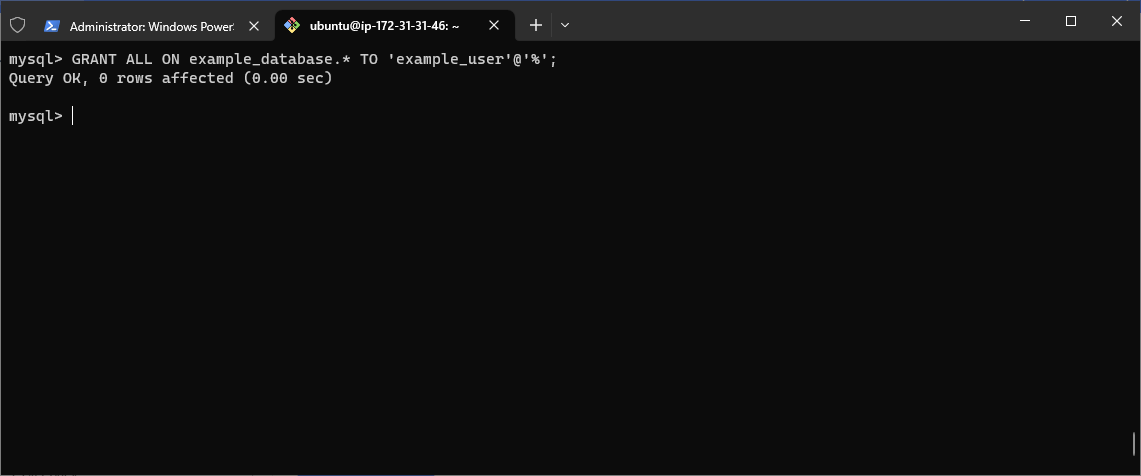 Administrator: Windows Power
ubuntu@ip-172-31-31-46: ~
mysql> GRANT ALL ON example_database.* TO 'example_user'@'%';
Query OK, 0 rows affected (0.00 sec)
mysql>